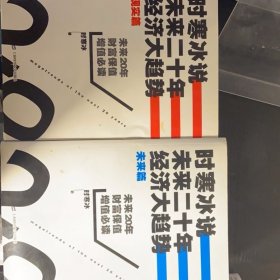 时寒冰说
未来二十年
经济大趋势
现实篇
未来20年
财富保值
增值必读
时寒冰
时寒冰说
未来二十年
经济大趋势
未来篇
未来20年
财富保值
增值必读
时寒冰